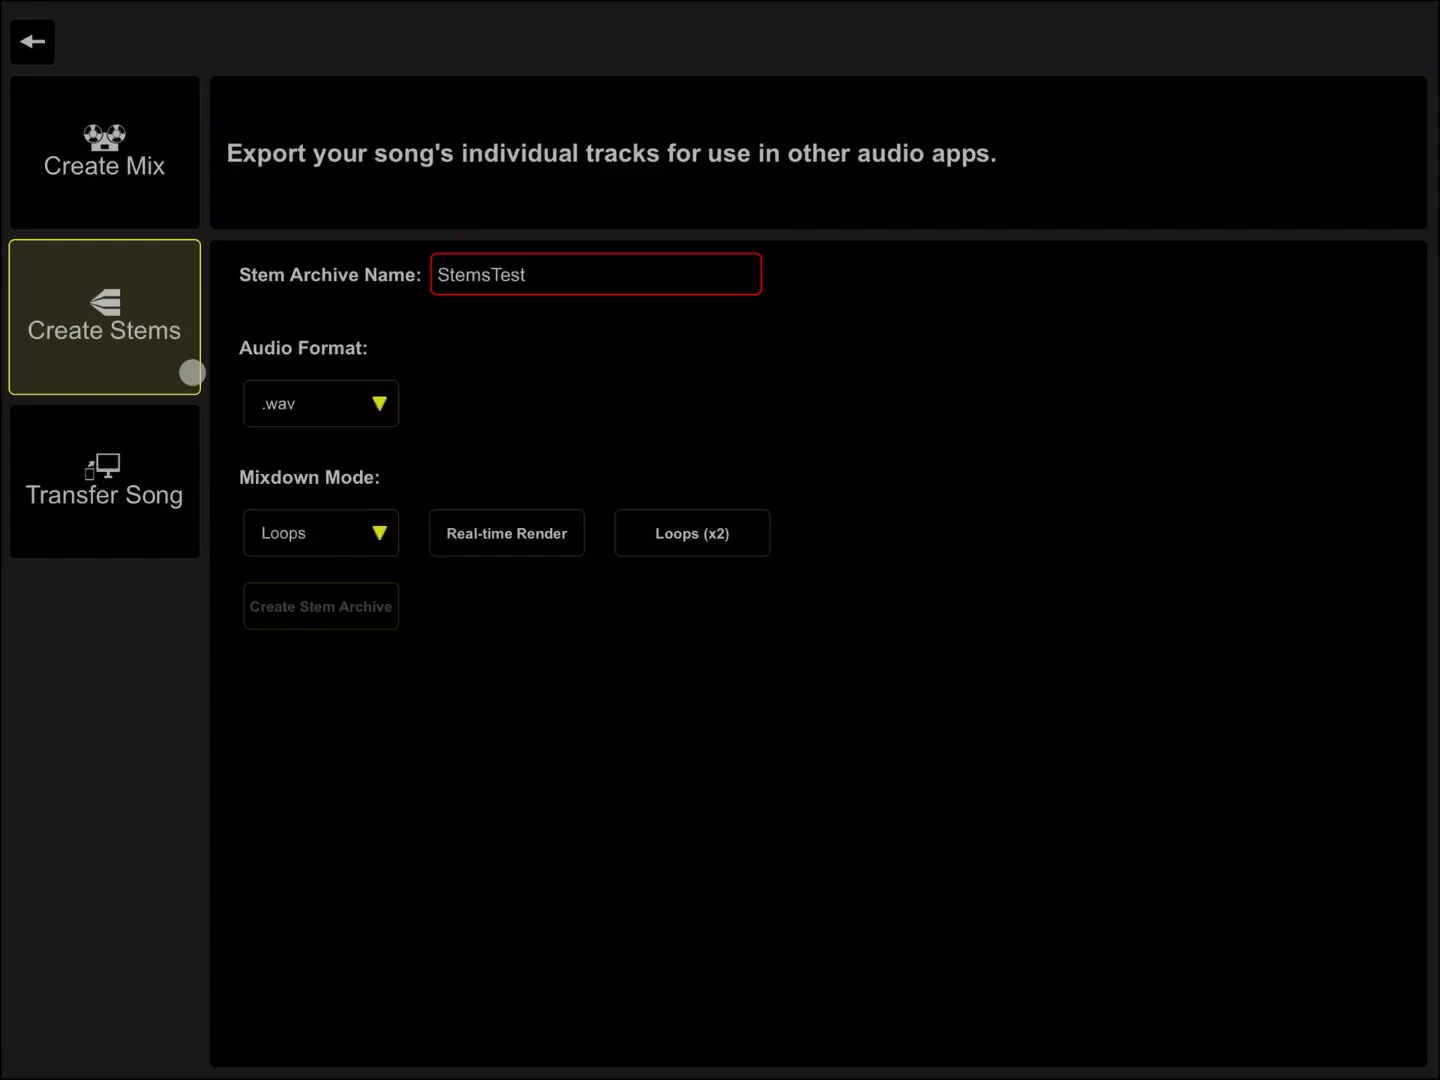 Create Mix
Export your song's individual tracks for use in other audio apps.
Create Stems
Transfer Song
Stem Archive Name: StemsTest
Audio Format:
.wav
Mixdown Mode:
Loops Real-time Render Loops (x2)
Create Stem Archive